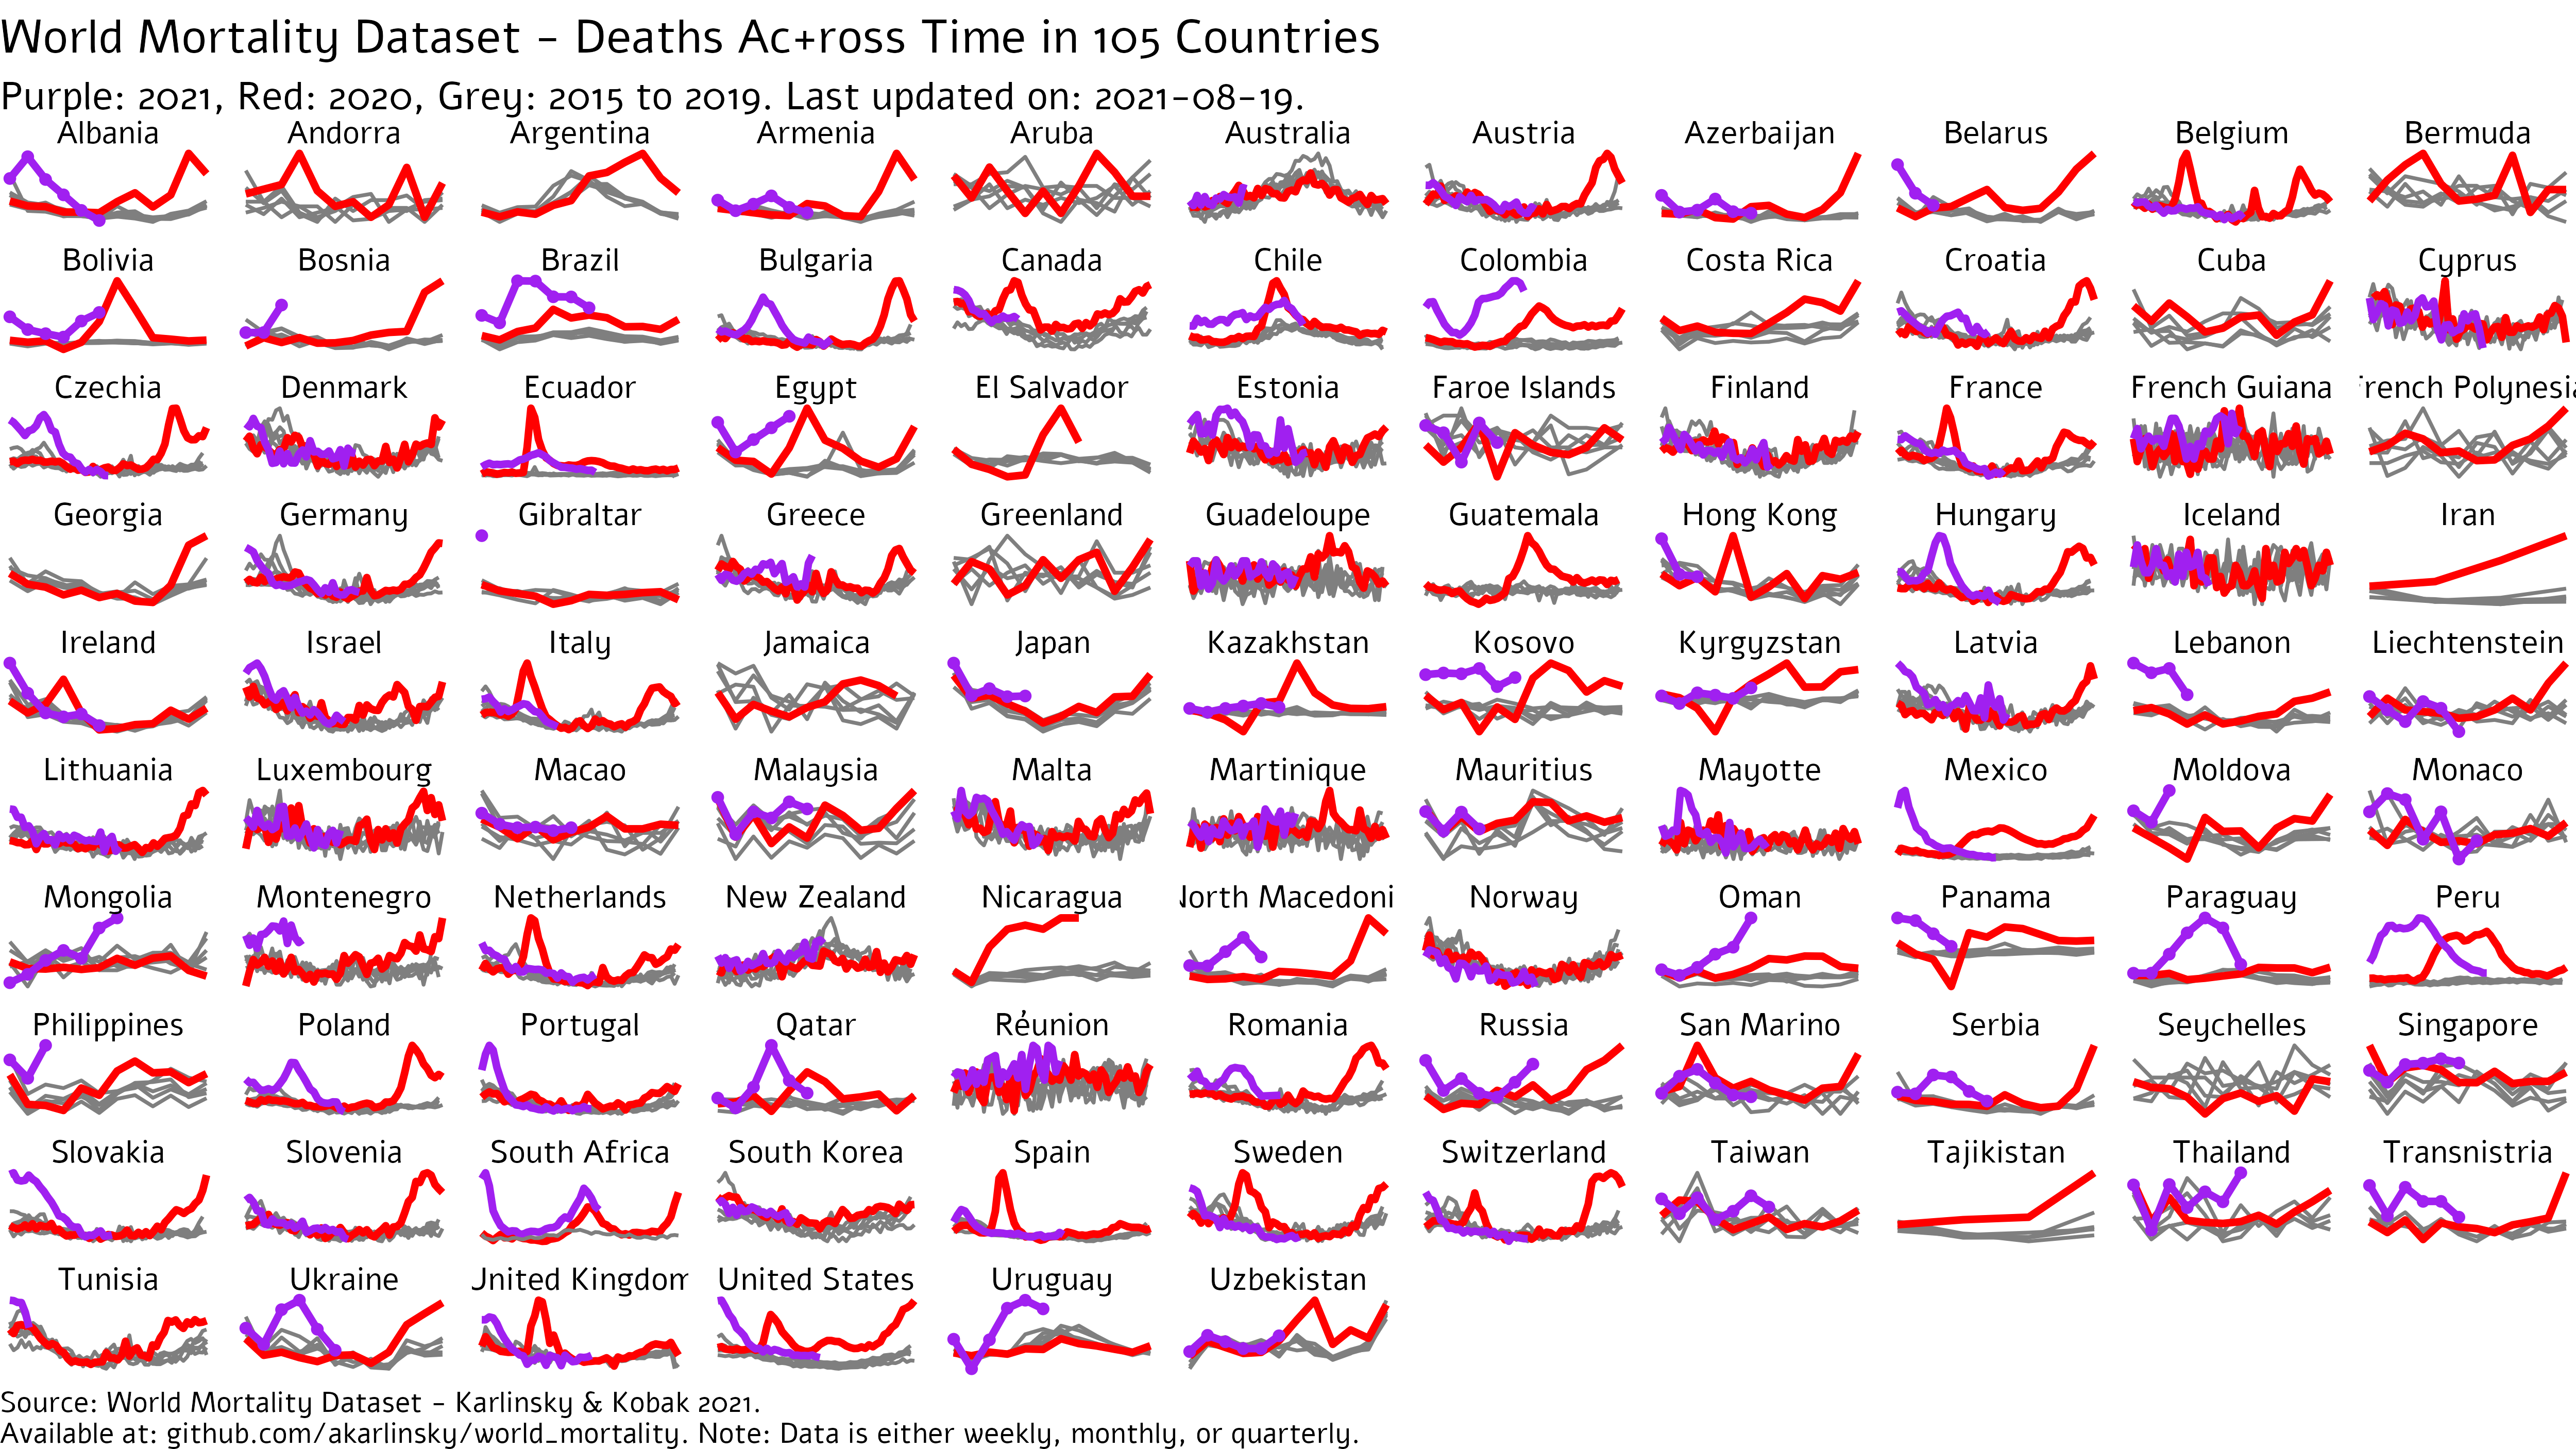 World Mortality Dataset - Deaths Ac+ross Time in 105 Countries
Purple: 2021, Red: 2020, Grey: 2015 to 2019. Last updated on: 2021-08-19.
Albania Andorra Argentina Armenia Aruba Australia Austria Azerbaijan Belarus Belgium Bermuda
Bolivia Bosnia Brazil Bulgaria Canada Chile Colombia Costa Rica Croatia Cuba Cyprus
Czechia Denmark Ecuador Egypt El Salvador Estonia Faroe Islands Finland France French Guiana French Polynesia
Georgia Germany Gibraltar Greece Greenland Guadeloupe Guatemala Hong Kong Hungary Iceland Iran
Ireland Israel Italy Jamaica Japan Kazakhstan Kosovo Kyrgyzstan Latvia Lebanon Liechtenstein
Lithuania Luxembourg Macao Malaysia Malta Martinique Mauritius Mayotte Mexico Moldova Monaco
Mongolia Montenegro Netherlands New Zealand Nicaragua North Macedoni Norway Oman Panama Paraguay Peru
Philippines Poland Portugal Qatar Réunion Romania Russia San Marino Serbia Seychelles Singapore
Slovakia Slovenia South Africa South Korea Spain Sweden Switzerland Taiwan Tajikistan Thailand Transnistria
Tunisia Ukraine United Kingdom United States Uruguay Uzbekistan
Source: World Mortality Dataset - Karlinsky & Kobak 2021.
Available at: github.com/akarlinsky/world_mortality. Note: Data is either weekly, monthly, or quarterly.